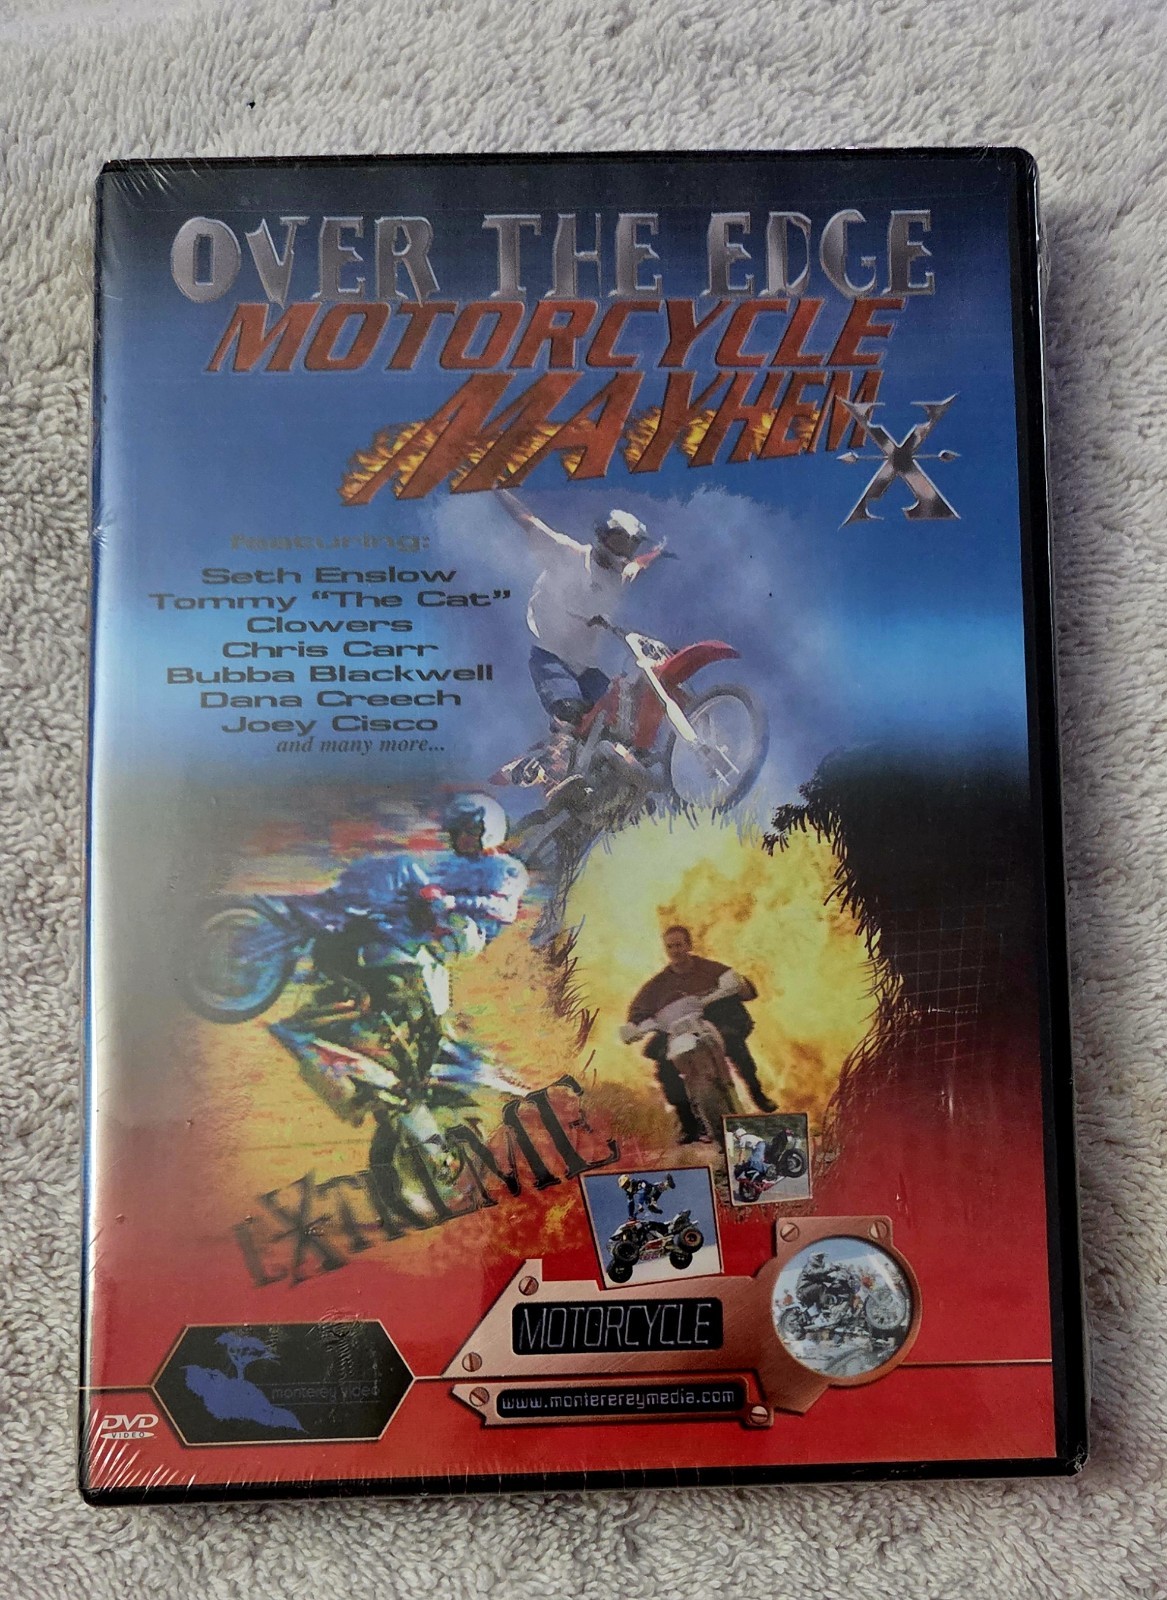 OVER THE EDGE
MOTORCYCLE
MAYHEM
X
Featuring:
Seth Enslow
Tommy “The Cat”
Clowers
Chris Carr
Bubba Blackwell
Dana Creech
Joey Cisco
and many more...
EXTREME
MOTORCYCLE
monterey video
www.monterereymedia.com
DVD
VIDEO